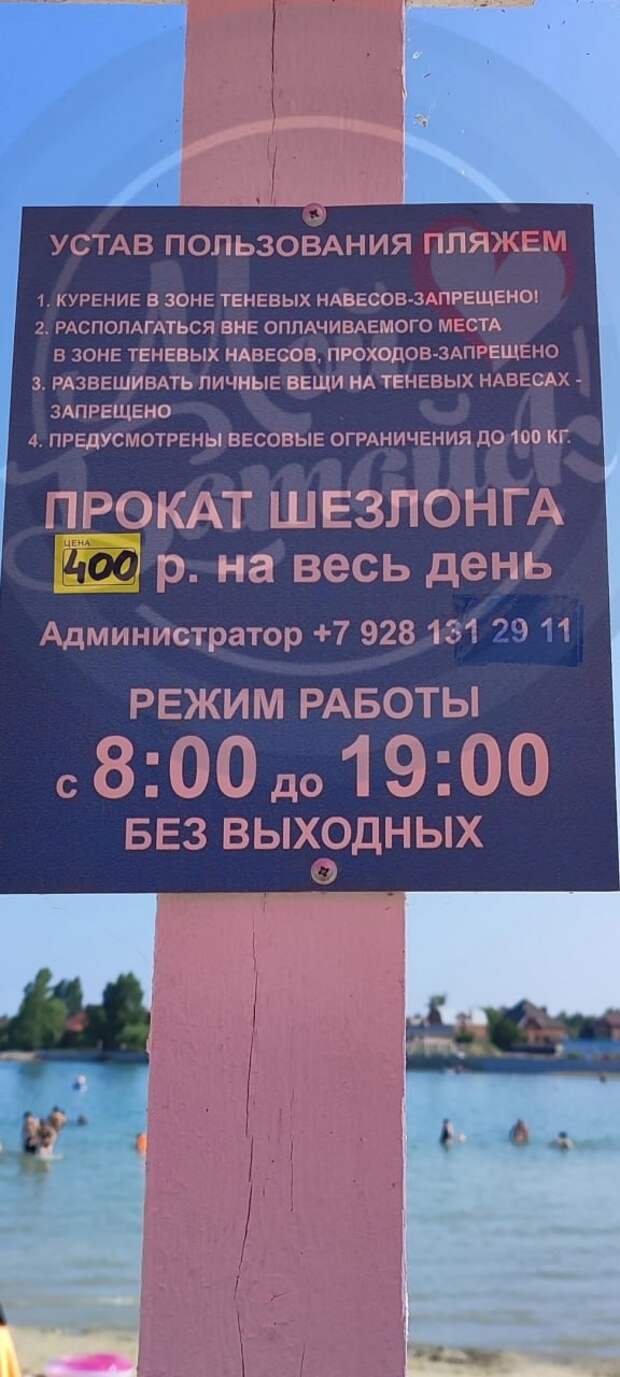 УСТАВ ПОЛЬЗОВАНИЯ ПЛЯЖЕМ
1. КУРЕНИЕ В ЗОНЕ ТЕНЕВЫХ НАВЕСОВ-ЗАПРЕЩЕНО!
2. РАСПОЛАГАТЬСЯ ВНЕ ОПЛАЧИВАЕМОГО МЕСТА
В ЗОНЕ ТЕНЕВЫХ НАВЕСОВ, ПРОХОДОВ-ЗАПРЕЩЕНО
3. РАЗВЕШИВАТЬ ЛИЧНЫЕ ВЕЩИ НА ТЕНЕВЫХ НАВЕСАХ -
ЗАПРЕЩЕНО
4. ПРЕДУСМОТРЕНЫ ВЕСОВЫЕ ОГРАНИЧЕНИЯ ДО 100 КГ.
Мой
Батайск
ПРОКАТ ШЕЗЛОНГА
ЦЕНА
400 р. на весь день
Администратор +7 928 131 29 11
РЕЖИМ РАБОТЫ
с 8:00 до 19:00
БЕЗ ВЫХОДНЫХ